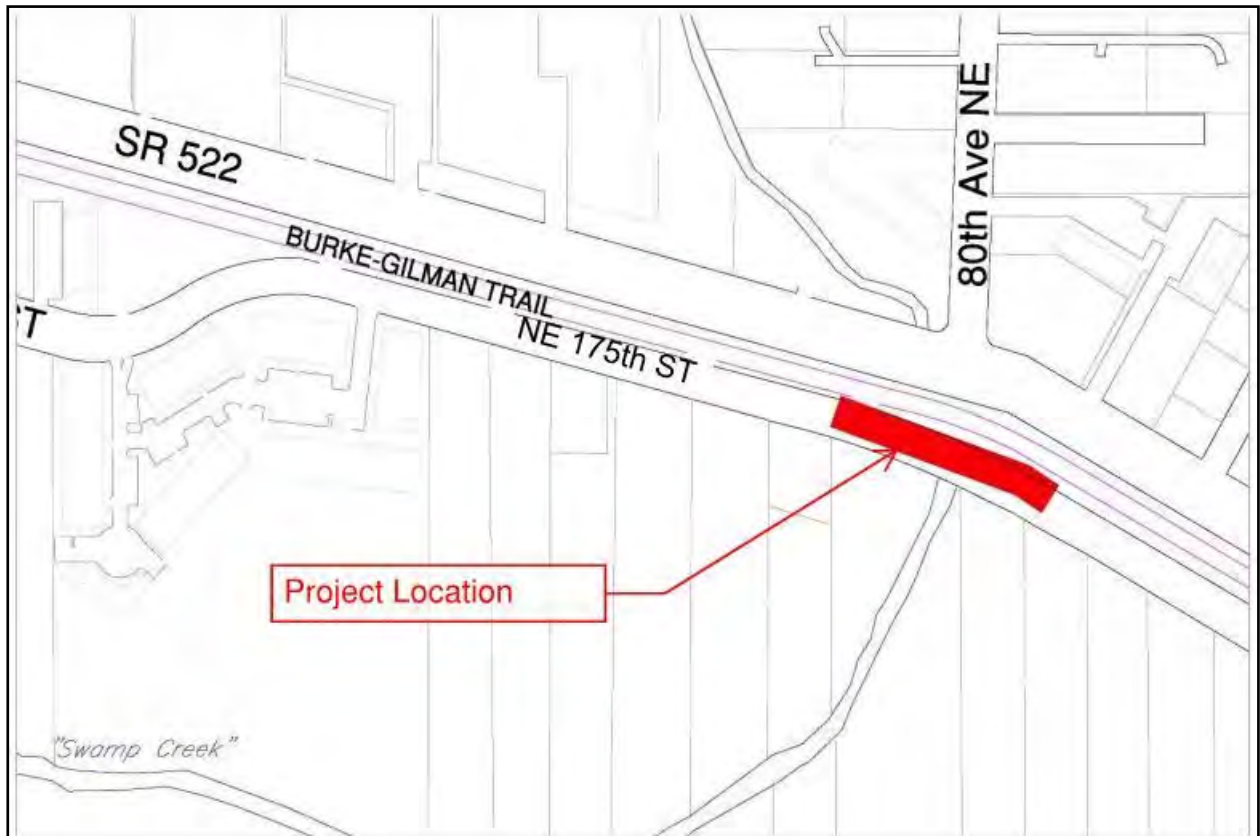 SR 522
80th Ave NE
BURKE-GILMAN TRAIL
NE 175th ST
Project Location
"Swamp Creek"